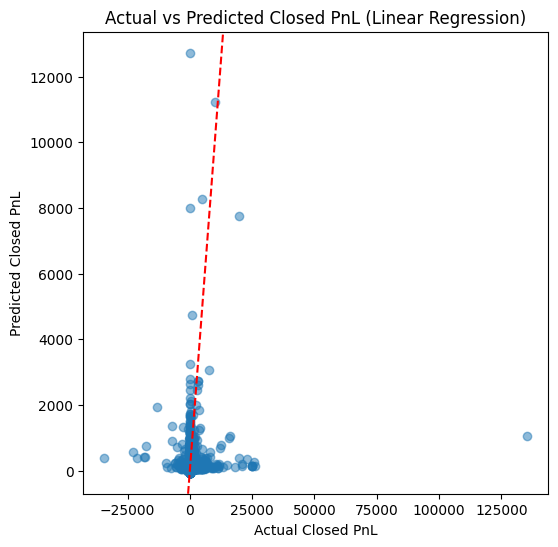 Actual vs Predicted Closed PnL (Linear Regression)
12000
10000
8000
6000
4000
2000
0
Predicted Closed PnL
−25000 0 25000 50000 75000 100000 125000
Actual Closed PnL